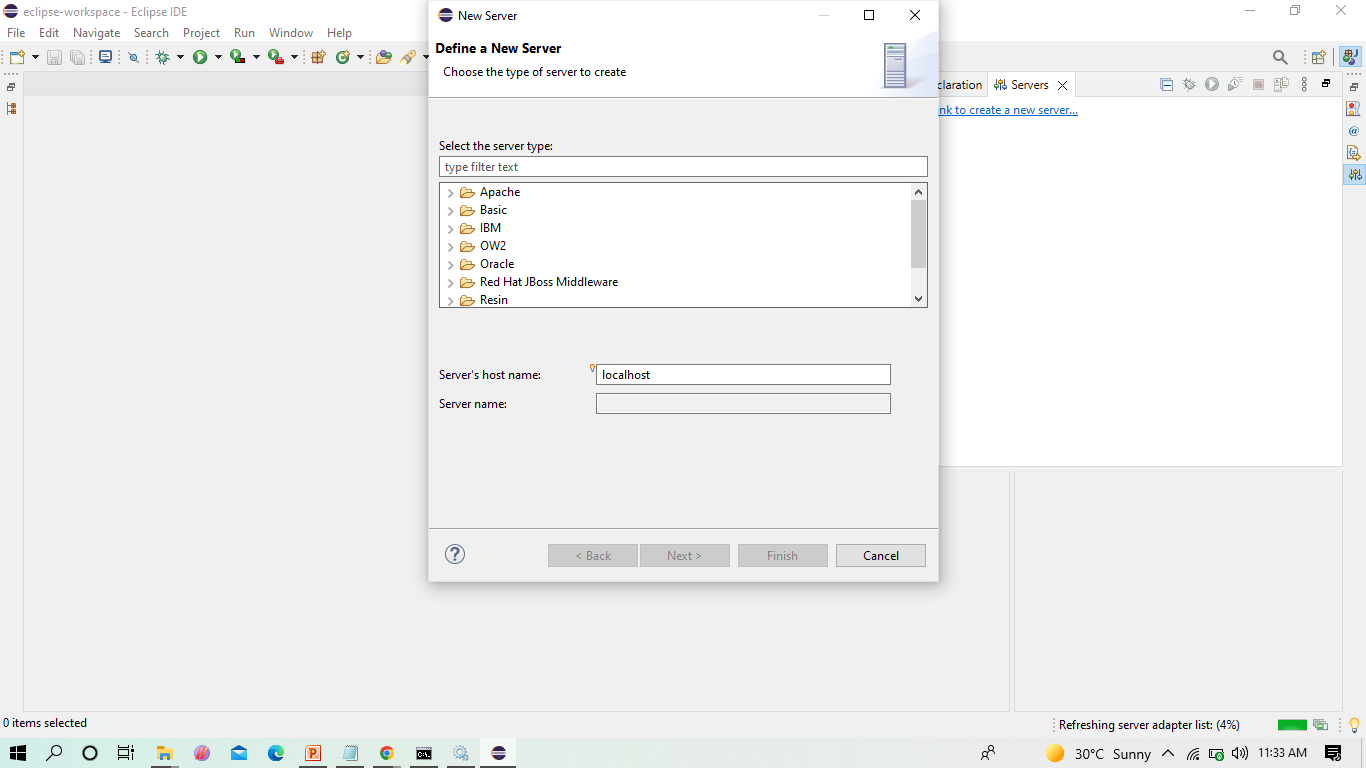 eclipse-workspace - Eclipse IDE
File Edit Navigate Search Project Run Window Help
New Server
Define a New Server
Choose the type of server to create
Select the server type:
type filter text
Apache
Basic
IBM
OW2
Oracle
Red Hat JBoss Middleware
Resin
Server's host name: localhost
Server name:
< Back Next > Finish Cancel
claration Servers
nk to create a new server...
0 items selected
Refreshing server adapter list: (4%)
30°C Sunny 11:33 AM